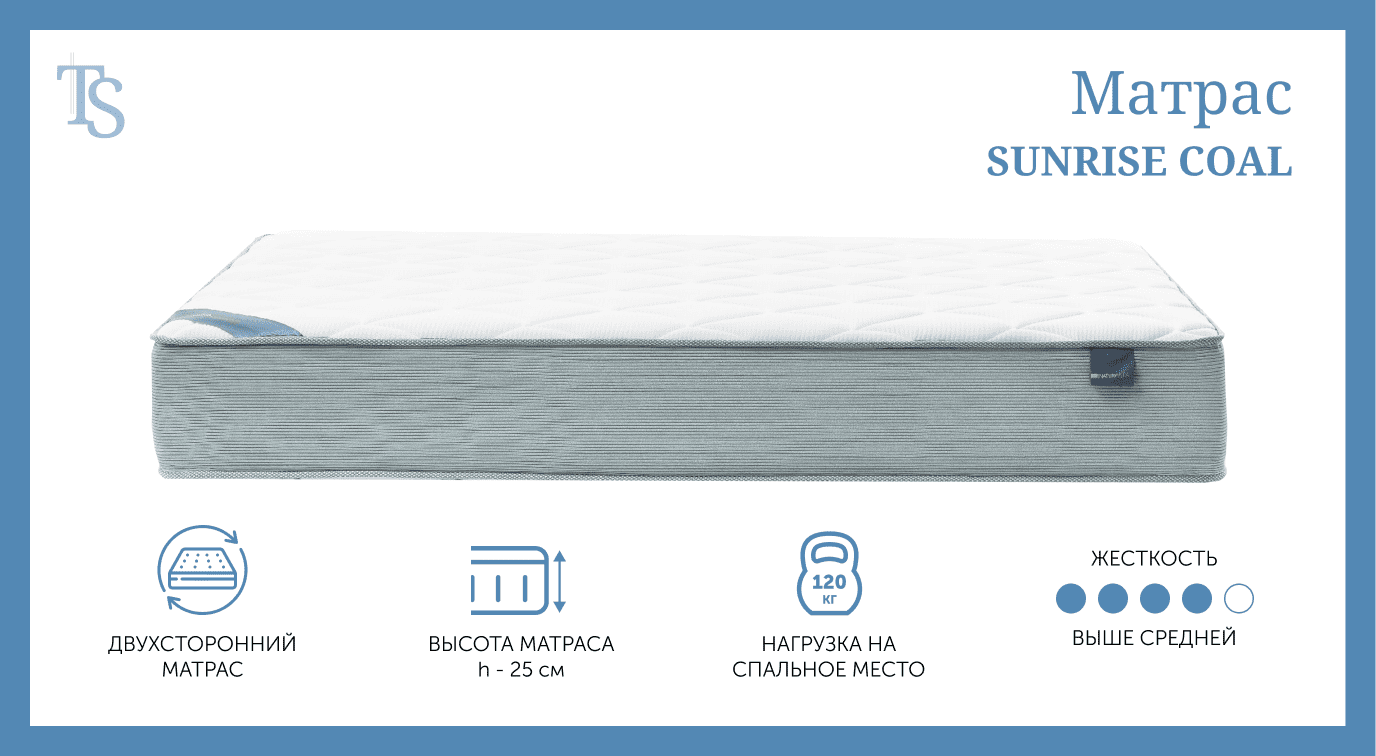 TS
Матрас
SUNRISE COAL
120
КГ
ДВУХСТОРОННИЙ
МАТРАС
ВЫСОТА МАТРАСА
h - 25 см
НАГРУЗКА НА
СПАЛЬНОЕ МЕСТО
ЖЕСТКОСТЬ
ВЫШЕ СРЕДНЕЙ